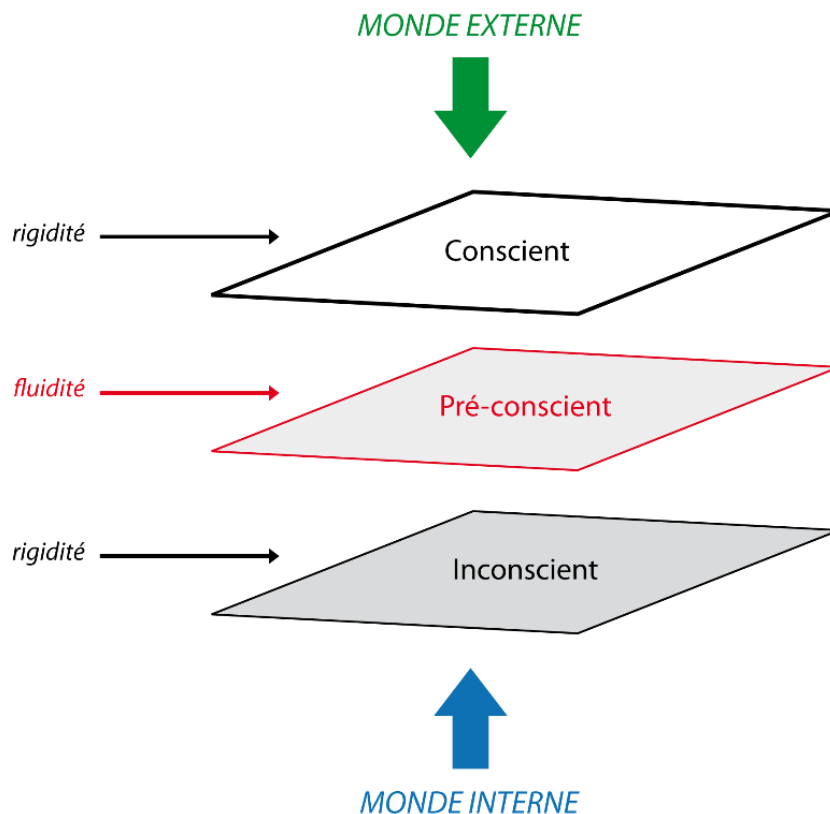 MONDE EXTERNE
rigidité
Conscient
fluidité
Pré-conscient
rigidité
Inconscient
MONDE INTERNE